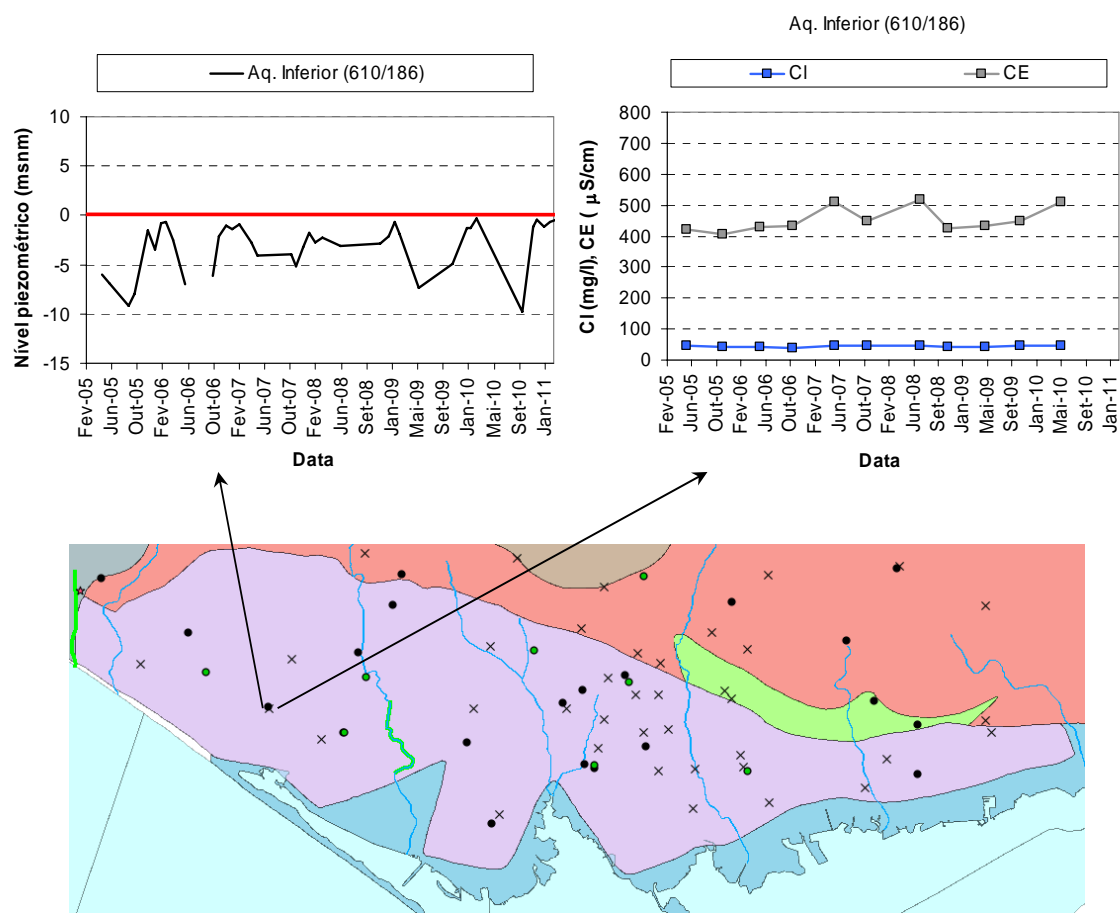 Aq. Inferior (610/186)
Aq. Inferior (610/186)
Nível piezométrico (msnm)
10
5
0
-5
-10
-15
Fev-05
Jun-05
Out-05
Fev-06
Jun-06
Out-06
Fev-07
Jun-07
Out-07
Fev-08
Jun-08
Set-08
Jan-09
Mai-09
Set-09
Jan-10
Mai-10
Set-10
Jan-11
Data
Cl CE
Cl (mg/l), CE ( μS/cm)
800
700
600
500
400
300
200
100
0
Fev-05
Jun-05
Out-05
Fev-06
Jun-06
Out-06
Fev-07
Jun-07
Out-07
Fev-08
Jun-08
Set-08
Jan-09
Mai-09
Set-09
Jan-10
Mai-10
Set-10
Jan-11
Data